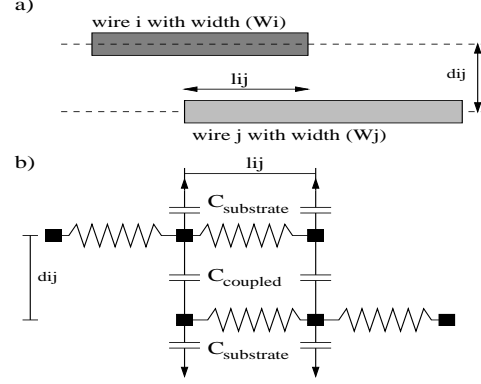 a)
wire i with width (Wi)
lij
dij
wire j with width (Wj)
b)
lij
Csubstrate
dij
Ccoupled
Csubstrate